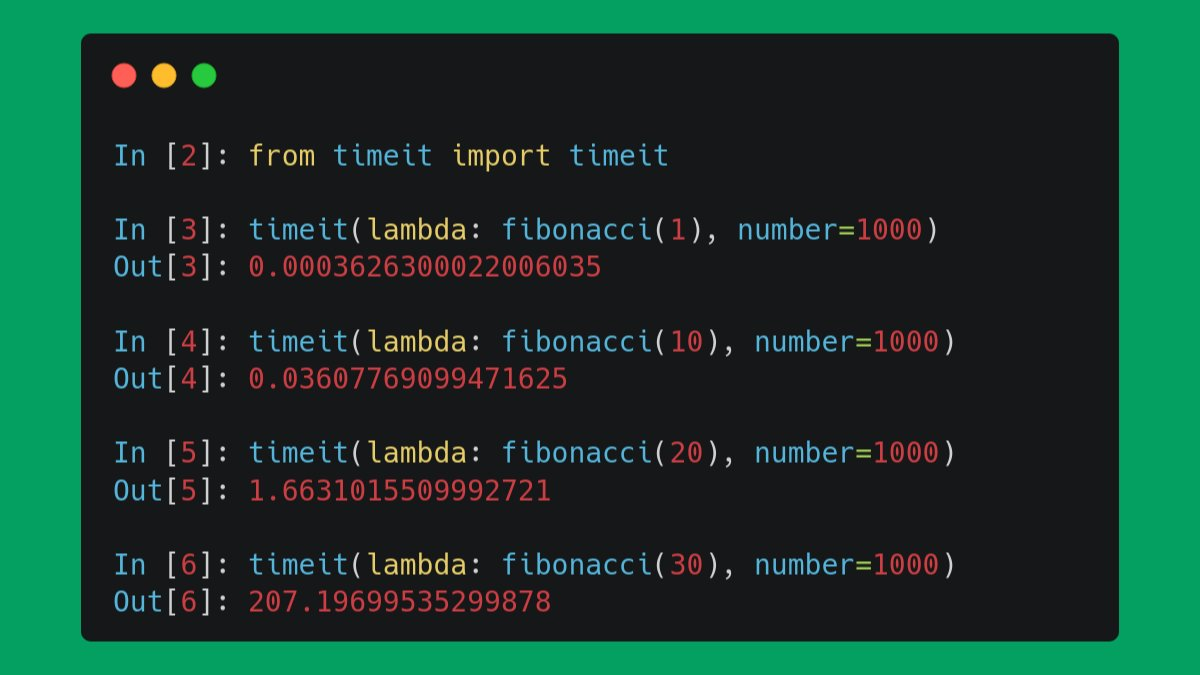 In [2]: from timeit import timeit
In [3]: timeit(lambda: fibonacci(1), number=1000)
Out[3]: 0.0003626300022006035
In [4]: timeit(lambda: fibonacci(10), number=1000)
Out[4]: 0.03607769099471625
In [5]: timeit(lambda: fibonacci(20), number=1000)
Out[5]: 1.6631015509992721
In [6]: timeit(lambda: fibonacci(30), number=1000)
Out[6]: 207.19699535299878